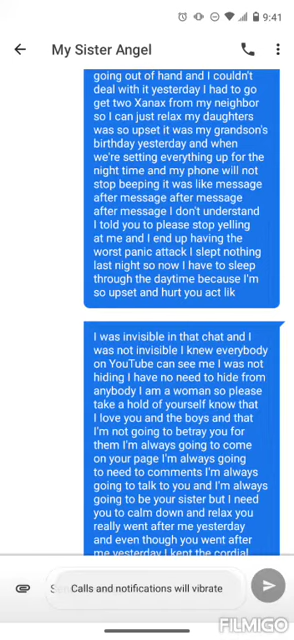 9:41
My Sister Angel
going out of hand and I couldn't
deal with it yesterday I had to go
get two Xanax from my neighbor
so I can just relax my daughters
was so upset it was my grandson's
birthday yesterday and when
we're setting everything up for the
night time and my phone will not
stop beeping it was like message
after message after message
after message I don't understand
I told you to please stop yelling
at me and I end up having the
worst panic attack I slept nothing
last night so now I have to sleep
through the daytime because I'm
so upset and hurt you act lik
I was invisible in that chat and I
was not invisible I knew everybody
on YouTube can see me I was not
hiding I have no need to hide from
anybody I am a woman so please
take a hold of yourself know that
I love you and the boys and that
I'm not going to betray you for
them I'm always going to come
on your page I'm always going
to need to comments I'm always
going to talk to you and I'm always
going to be your sister but I need
you to calm down and relax you
really went after me yesterday
and even though you went after
me yesterday I kept the cordial
Calls and notifications will vibrate
FILMIGO